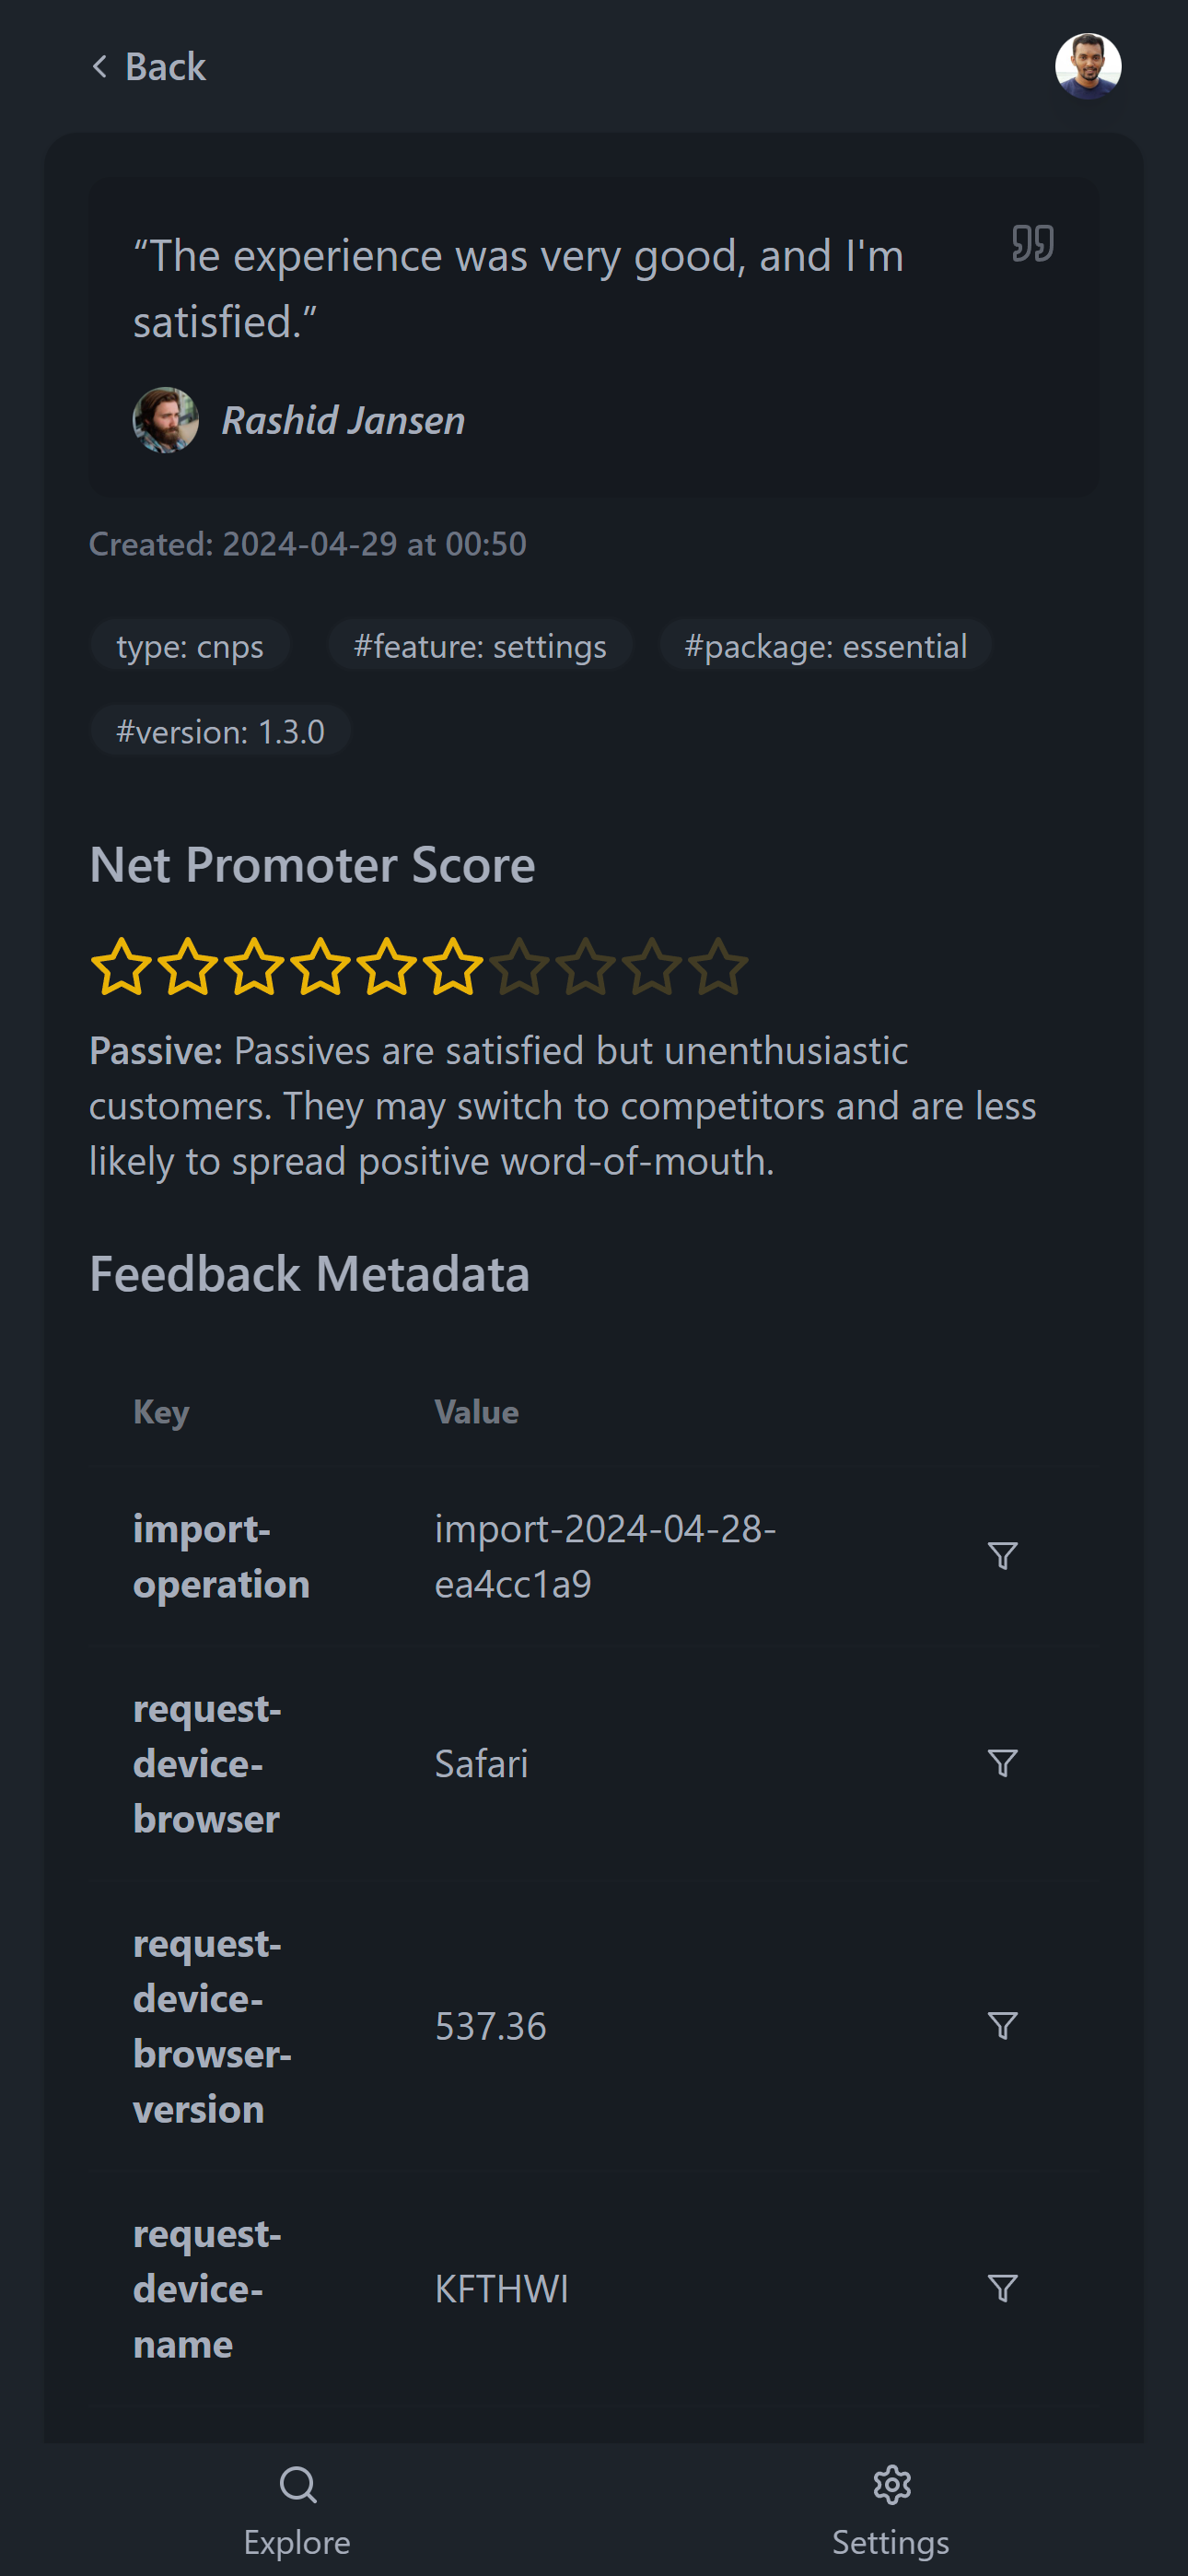 Back
“The experience was very good, and I'm
satisfied.”
Rashid Jansen
Created: 2024-04-29 at 00:50
type: cnps #feature: settings #package: essential
#version: 1.3.0
Net Promoter Score
Passive: Passives are satisfied but unenthusiastic
customers. They may switch to competitors and are less
likely to spread positive word-of-mouth.
Feedback Metadata
Key Value
import-
operation
import-2024-04-28-
ea4cc1a9
request-
device-
browser
Safari
request-
device-
browser-
version
537.36
request-
device-
name
KFTHWI
Explore
Settings